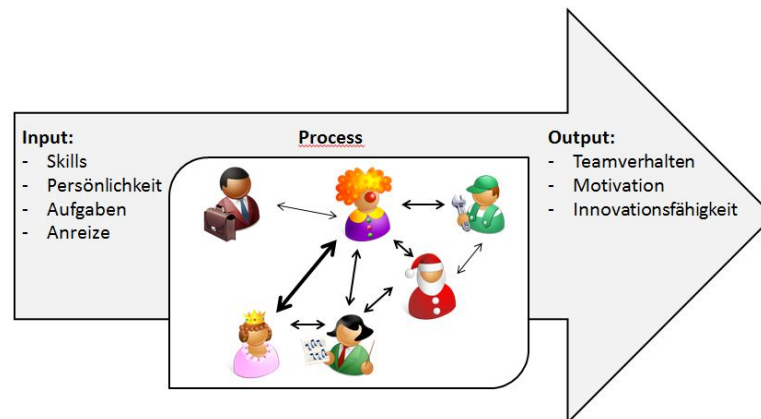 Input:
- Skills
- Persönlichkeit
- Aufgaben
- Anreize
Process
Output:
- Teamverhalten
- Motivation
- Innovationsfähigkeit